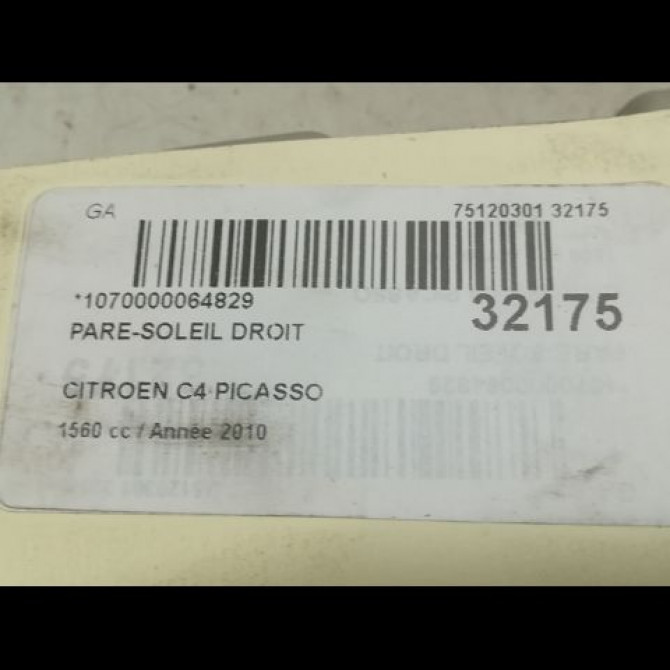 GA 75120301 32175
*1070000064829 32175
PARE-SOLEIL DROIT
CITROEN C4 PICASSO
1560 cc / Année 2010